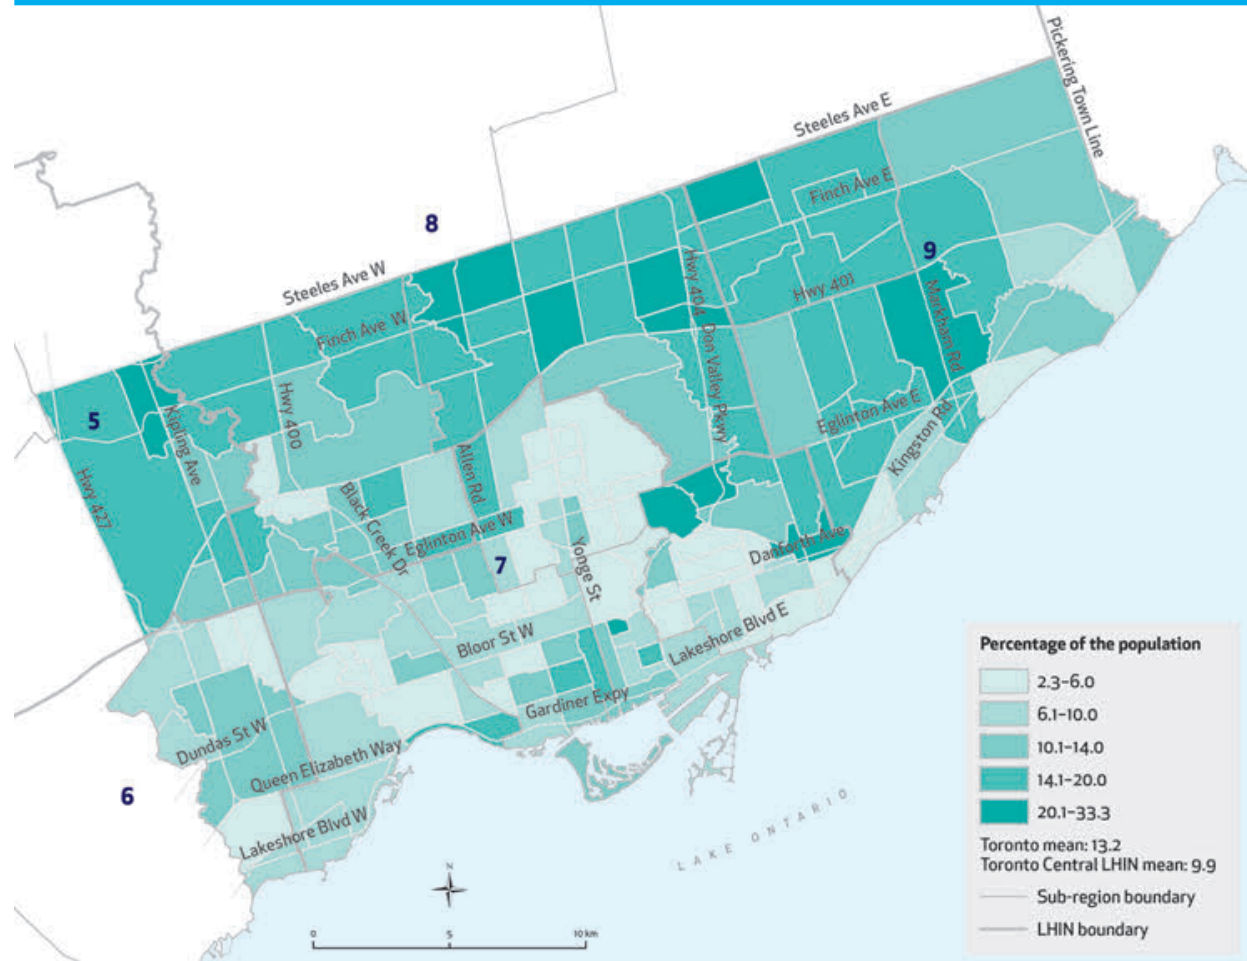 Pickering Town Line
Steeles Ave E
Finch Ave E
8
9
Steeles Ave W
Hwy 404
Hwy 401
Finch Ave W
Markham Rd
Don Valley Pkwy
5
Kipling Ave
Hwy 400
Eglinton Ave E
Kingston Rd
Allen Rd
Hwy 427
Black Creek Dr
Eglinton Ave W
Danforth Ave
7
Yonge St
Bloor St W
Lakeshore Blvd E
Gardiner Expy
Dundas St W
Queen Elizabeth Way
6
Lakeshore Blvd W
LAKE ONTARIO
N
0 5 10 km
Percentage of the population
2.3–6.0
6.1–10.0
10.1–14.0
14.1–20.0
20.1–33.3
Toronto mean: 13.2
Toronto Central LHIN mean: 9.9
Sub-region boundary
LHIN boundary